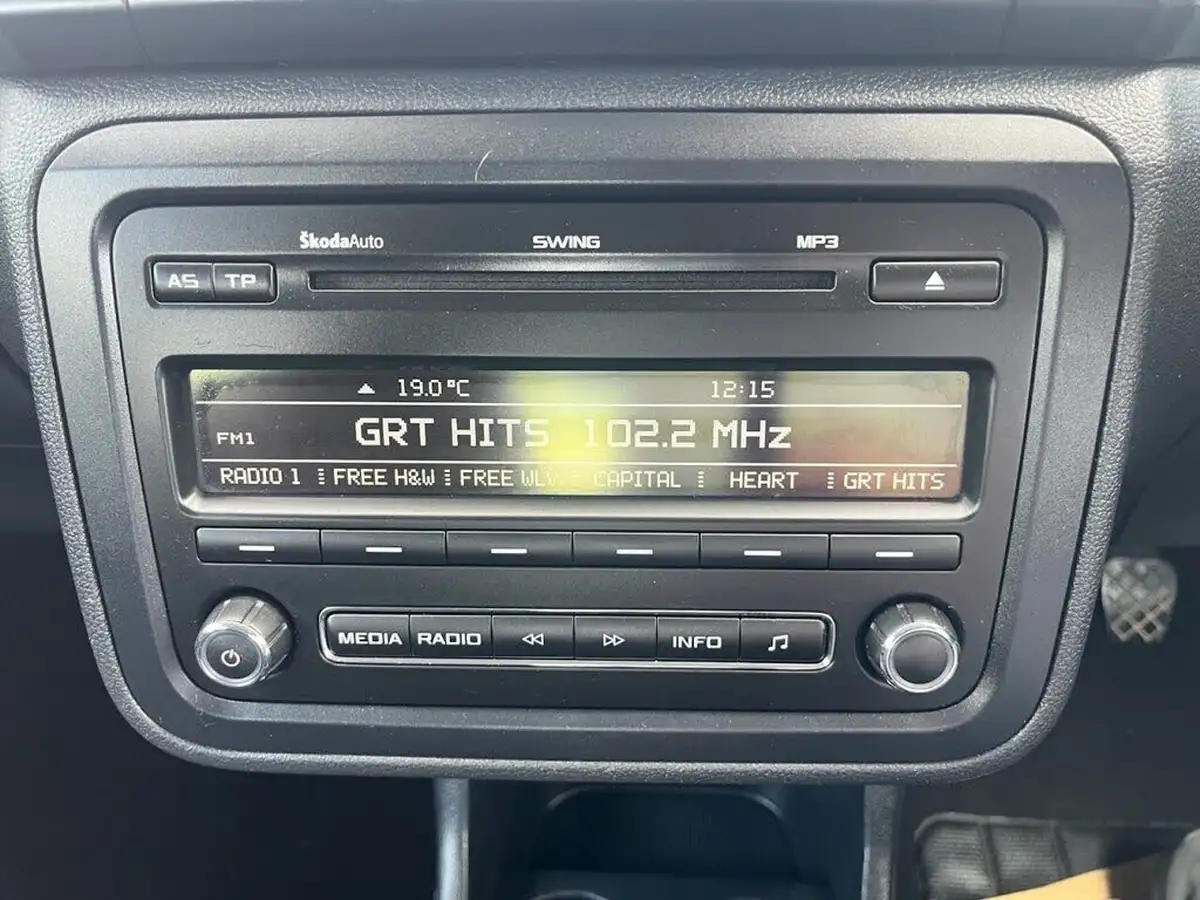 ŠkodaAuto SWING MP3
AS TP
19.0°C 12:15
FM1 GRT HITS 102.2 MHz
RADIO 1 FREE H&W FREE WLV CAPITAL HEART GRT HITS
MEDIA RADIO INFO